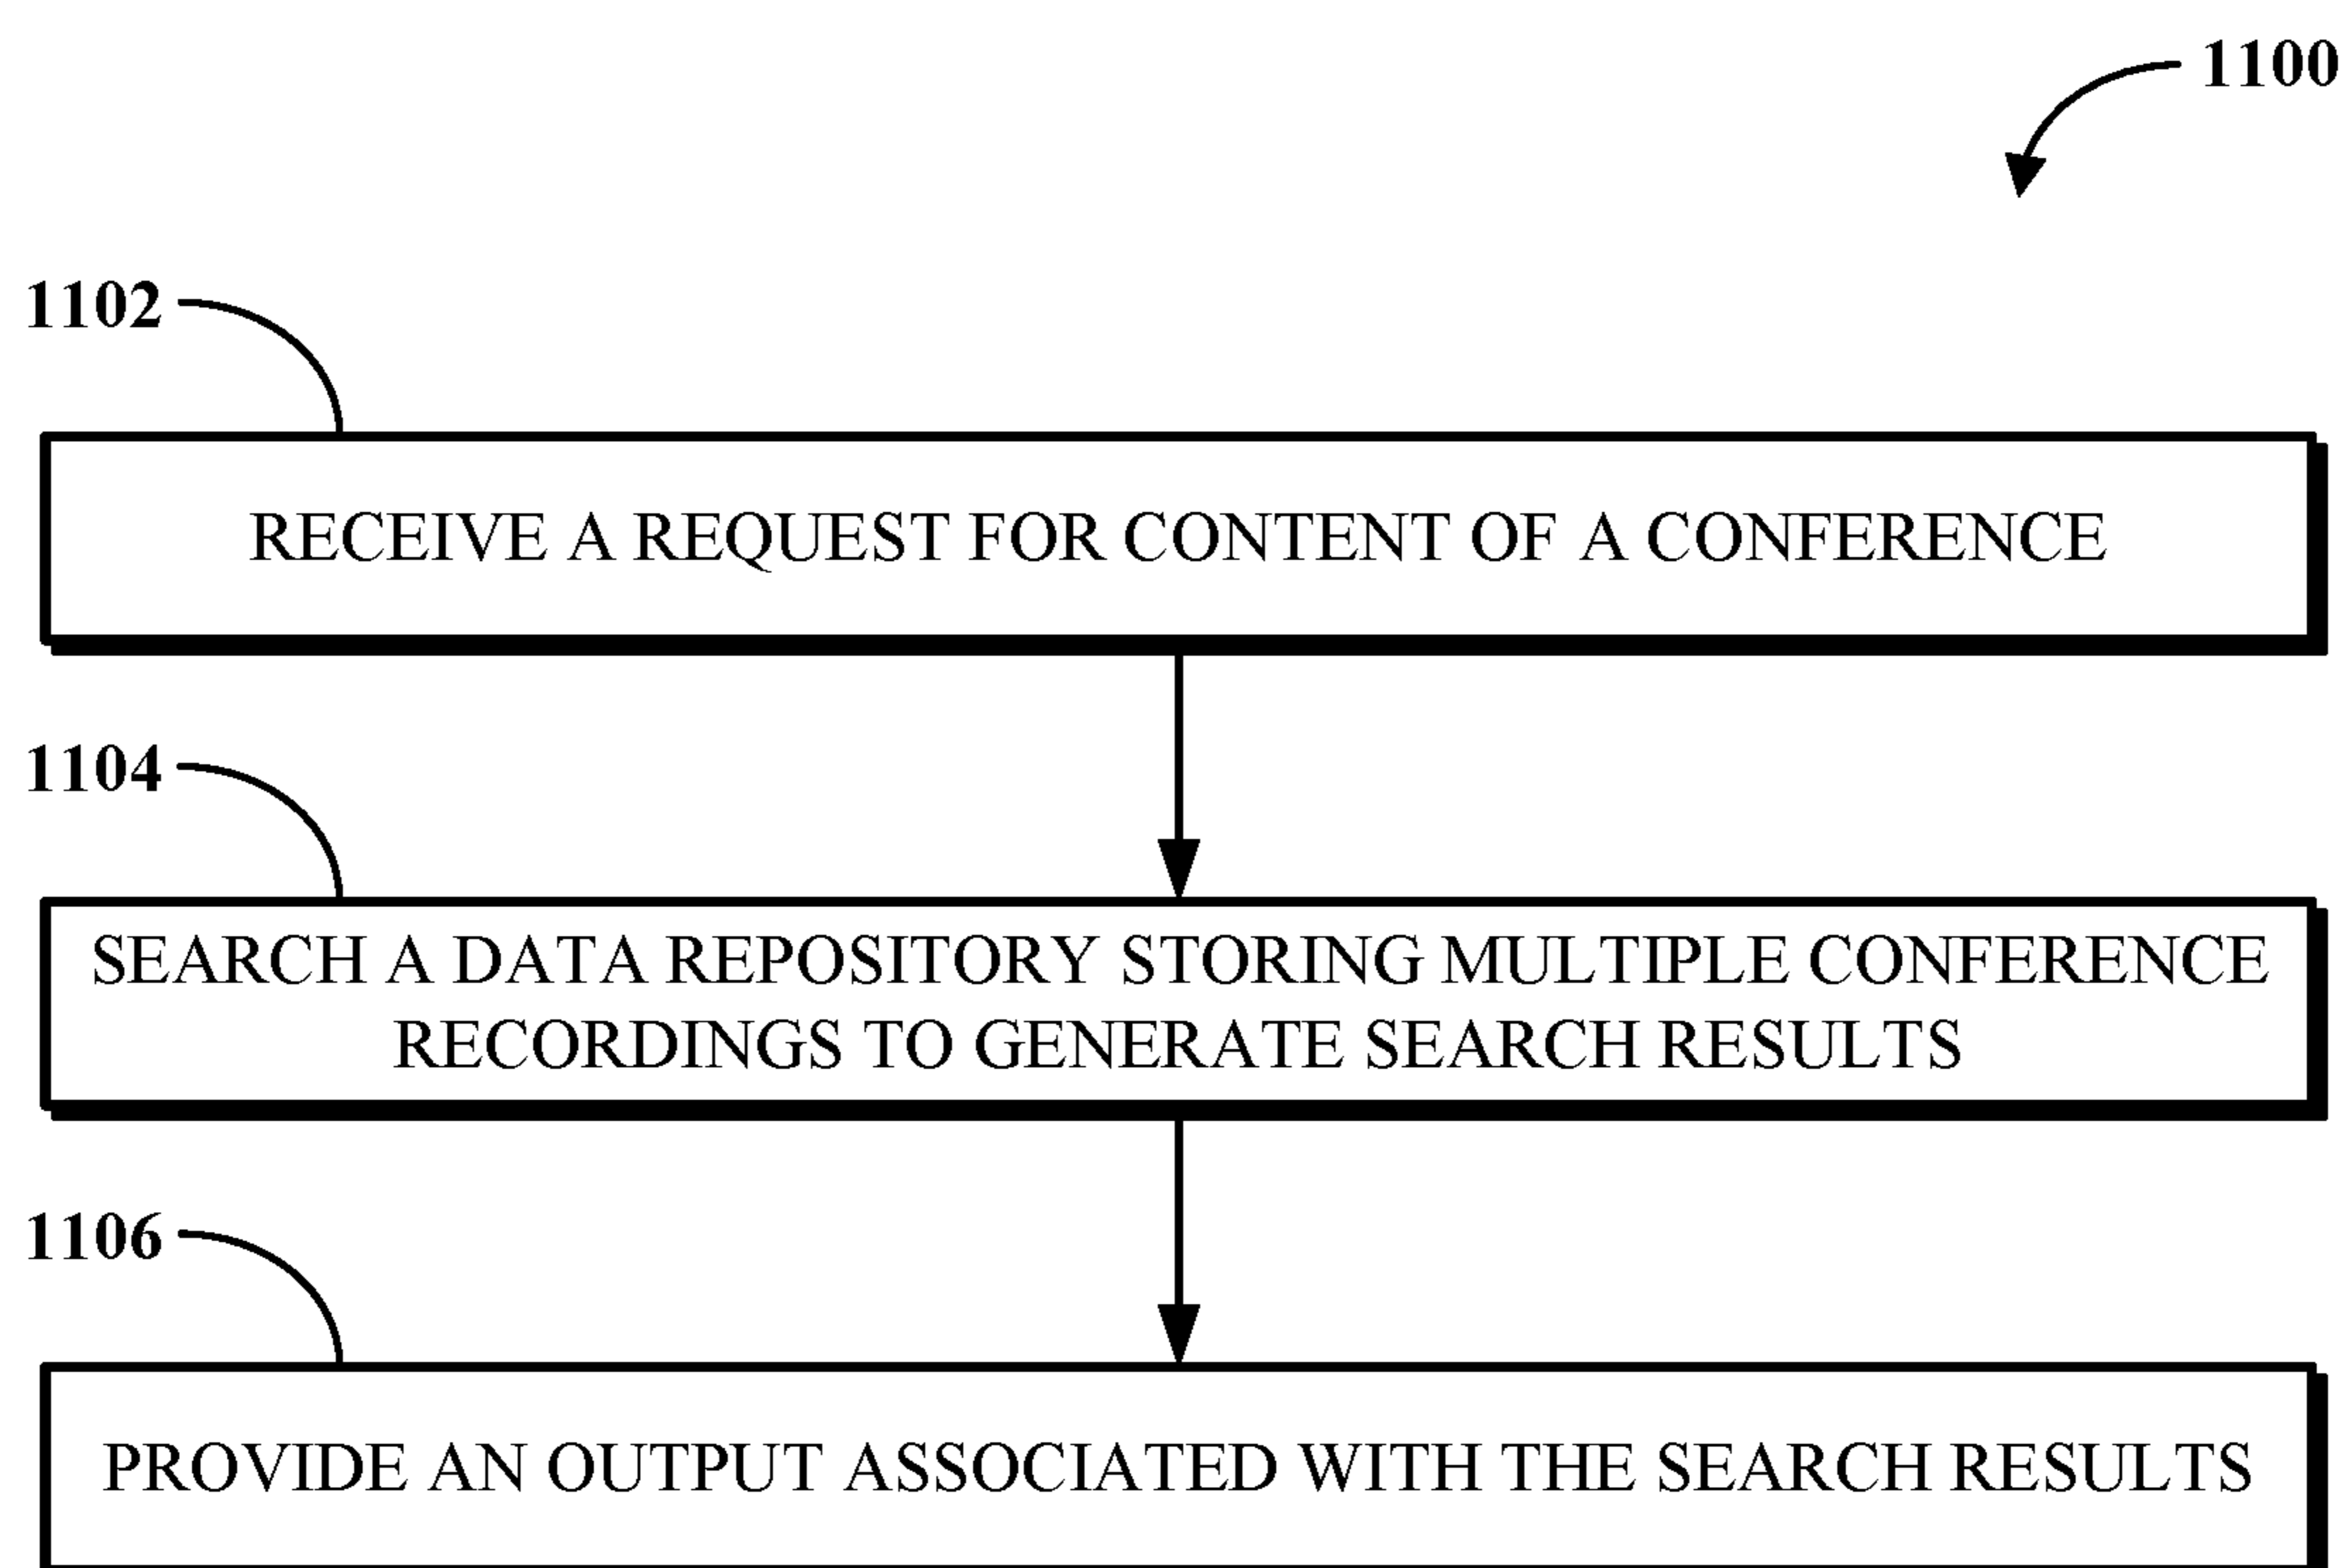 1100
1102
RECEIVE A REQUEST FOR CONTENT OF A CONFERENCE
1104
SEARCH A DATA REPOSITORY STORING MULTIPLE CONFERENCE
RECORDINGS TO GENERATE SEARCH RESULTS
1106
PROVIDE AN OUTPUT ASSOCIATED WITH THE SEARCH RESULTS